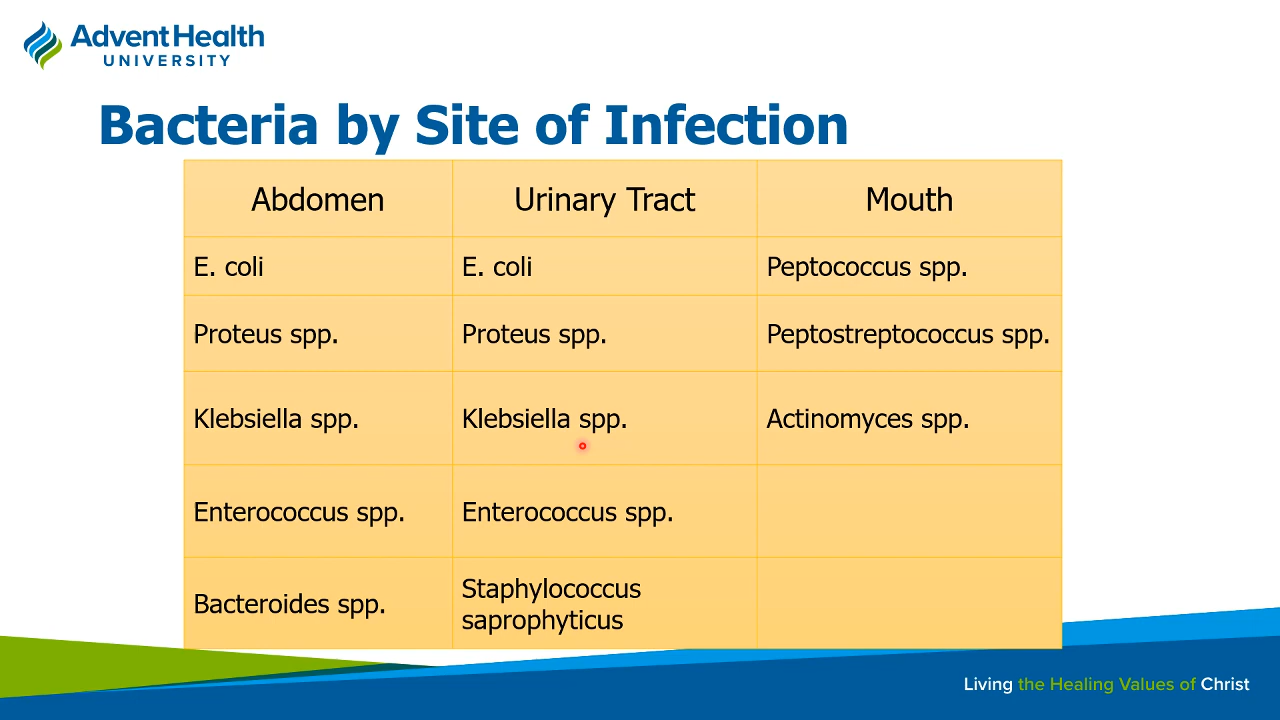 AdventHealth
UNIVERSITY
Bacteria by Site of Infection
Abdomen Urinary Tract Mouth
E. coli E. coli Peptococcus spp.
Proteus spp. Proteus spp. Peptostreptococcus spp.
Klebsiella spp. Klebsiella spp. Actinomyces spp.
Enterococcus spp. Enterococcus spp.
Bacteroides spp. Staphylococcus
saprophyticus
Living the Healing Values of Christ